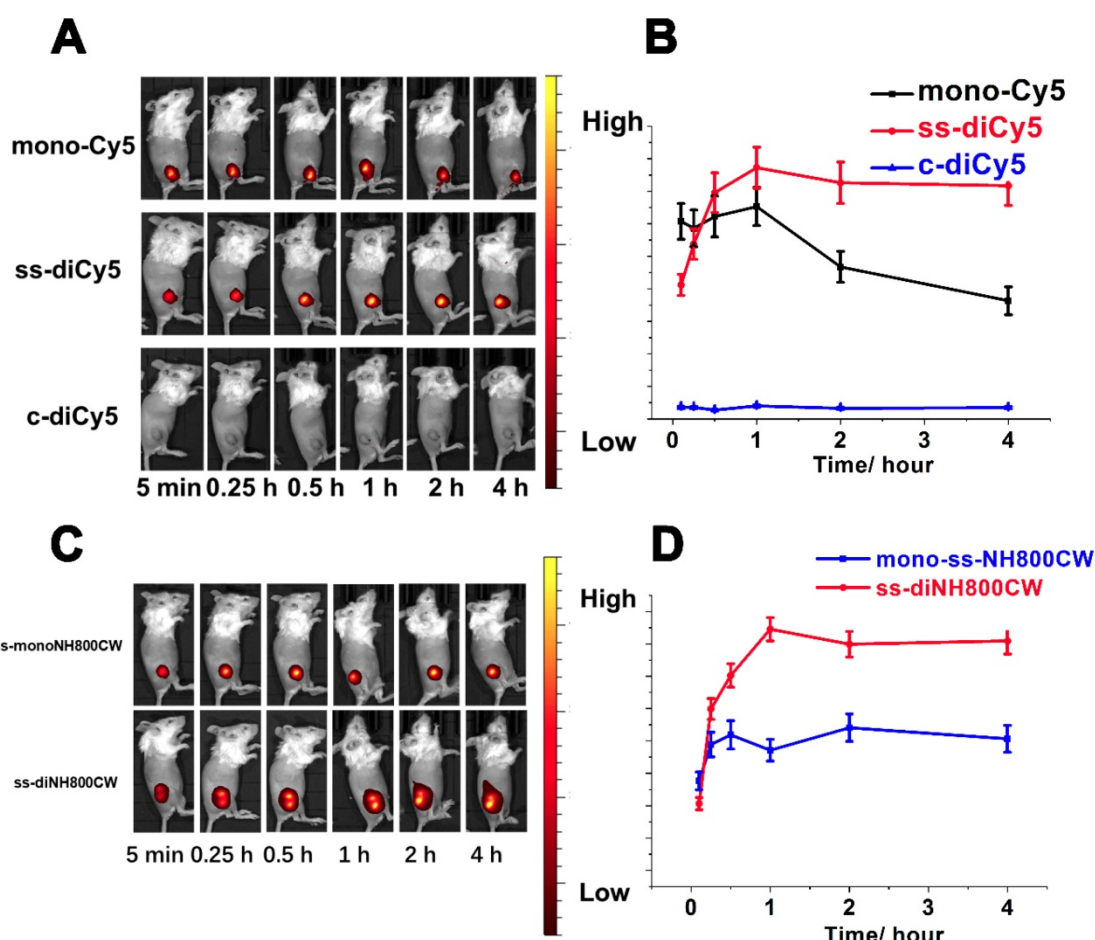 A
mono-Cy5
ss-diCy5
c-diCy5
5 min 0.25 h 0.5 h 1 h 2 h 4 h
B
High
Low
mono-Cy5
ss-diCy5
c-diCy5
0 1 2 3 4
Time/ hour
C
s-monoNH800CW
ss-diNH800CW
5 min 0.25 h 0.5 h 1 h 2 h 4 h
D
High
Low
mono-ss-NH800CW
ss-diNH800CW
0 1 2 3 4
Time/ hour